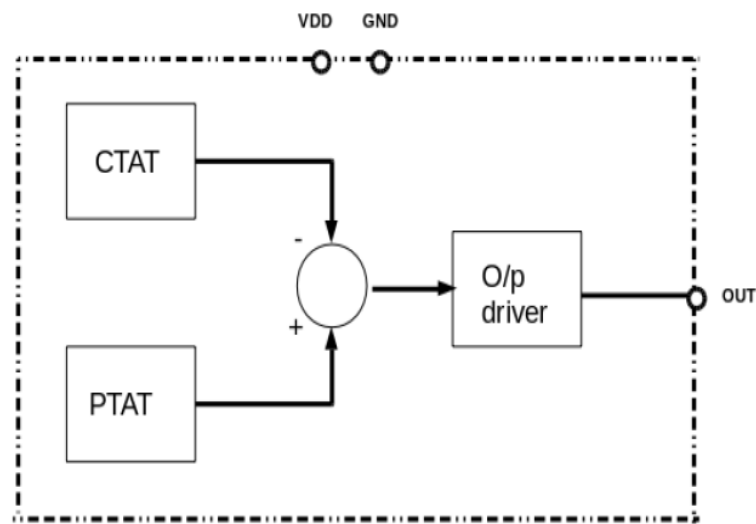 VDD GND
CTAT
-
O/p
driver
OUT
+
PTAT